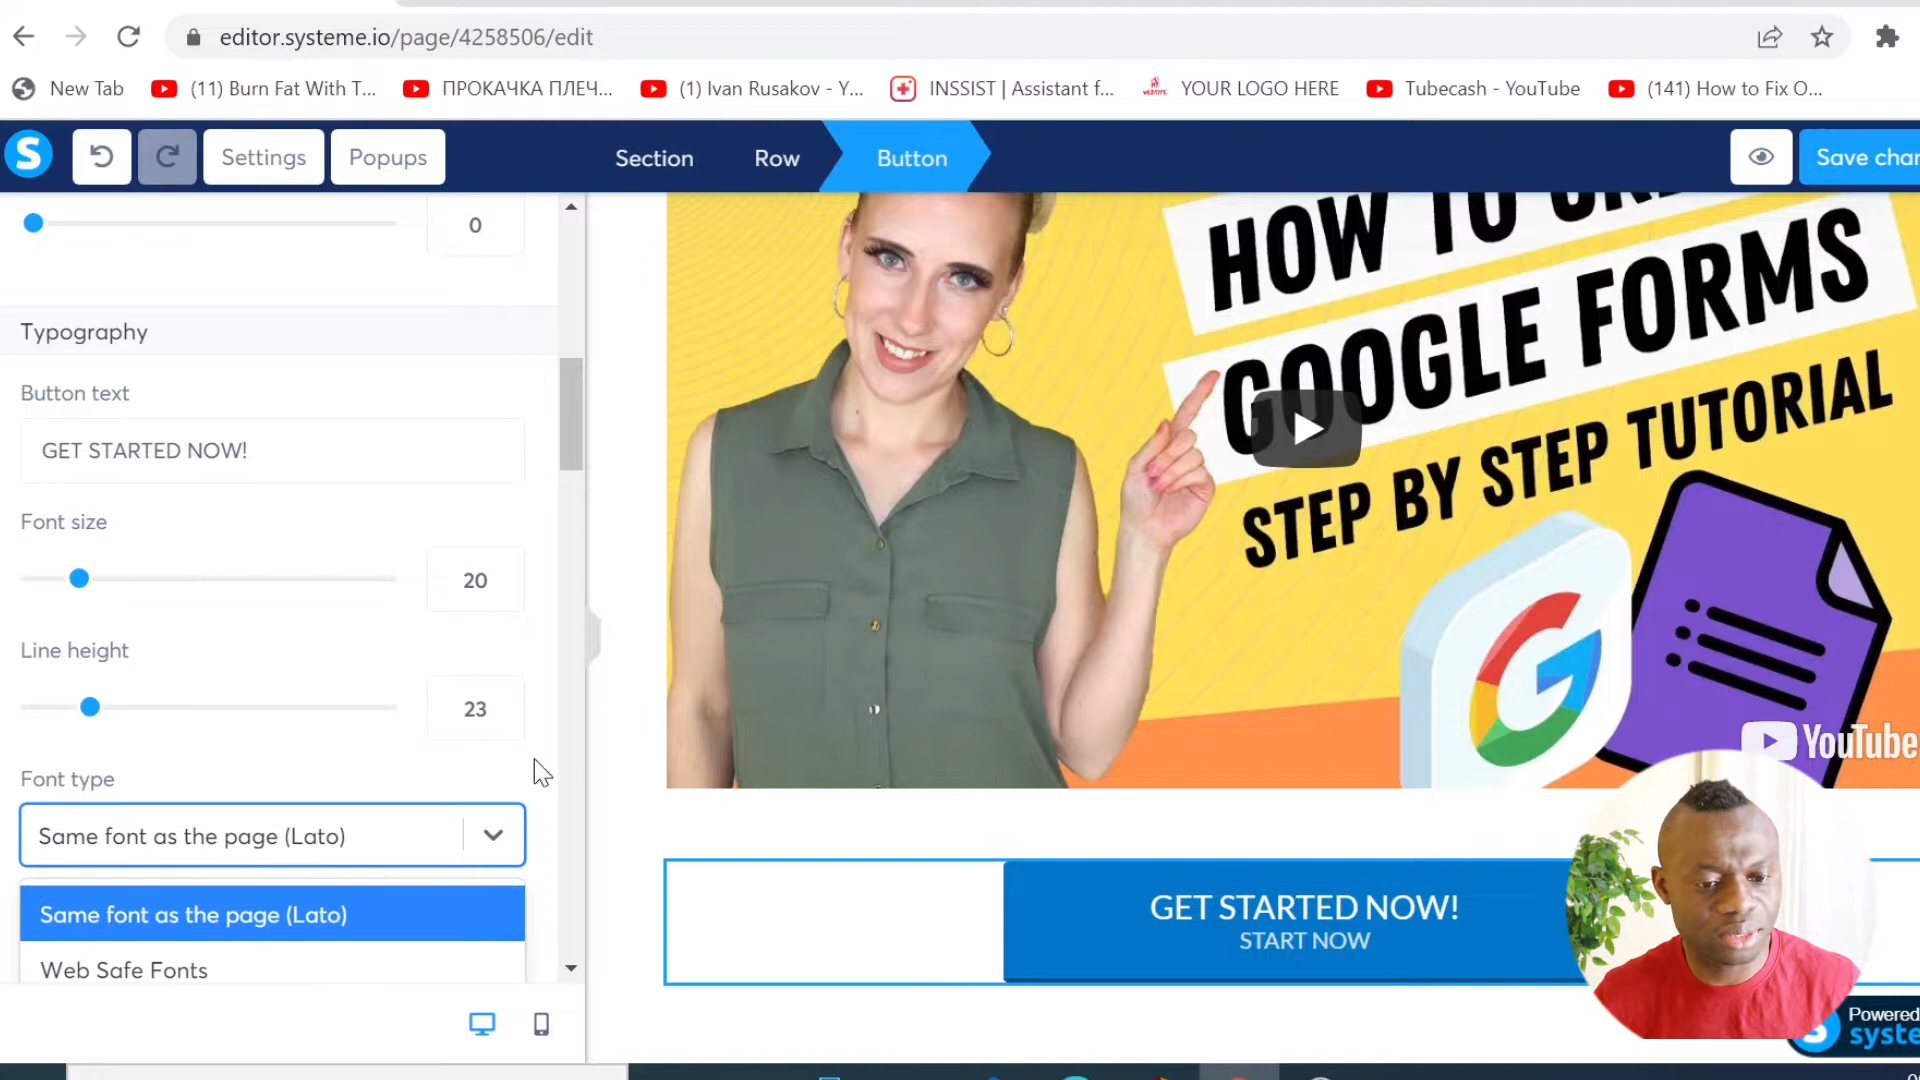 editor.systeme.io/page/4258506/edit
New Tab
(11) Burn Fat With T...
ПРОКАЧКА ПЛЕЧ...
(1) Ivan Rusakov - Y...
INSSIST | Assistant f...
YOUR LOGO HERE
Tubecash - YouTube
(141) How to Fix O...
S
Settings
Popups
Section
Row
Button
Save char
0
Typography
Button text
GET STARTED NOW!
Font size
20
Line height
23
Font type
Same font as the page (Lato)
Same font as the page (Lato)
Web Safe Fonts
HOW TO
GOOGLE FORMS
STEP BY STEP TUTORIAL
YouTube
GET STARTED NOW!
START NOW
Powered
syste